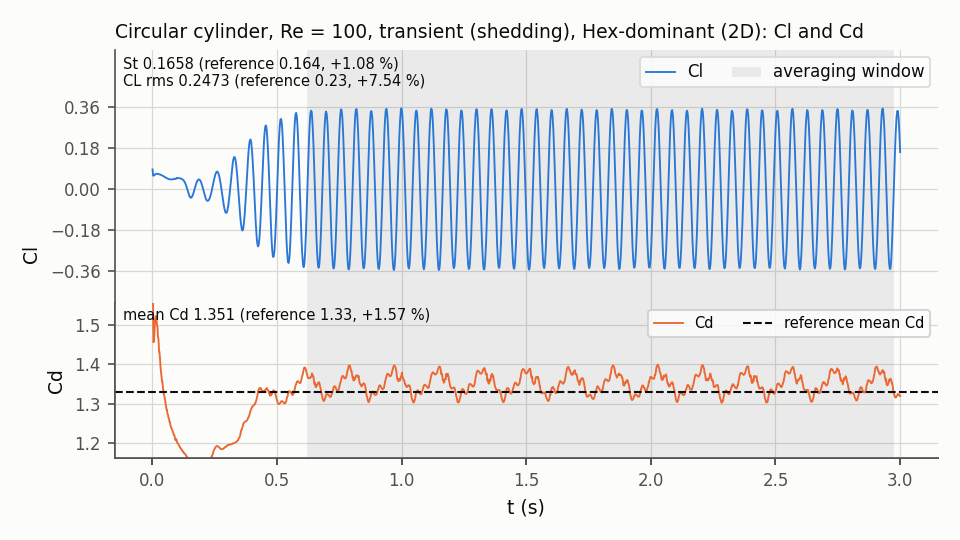 Circular cylinder, Re = 100, transient (shedding), Hex-dominant (2D): Cl and Cd
St 0.1658 (reference 0.164, +1.08 %)
CL rms 0.2473 (reference 0.23, +7.54 %)
Cl
averaging window
0.36
0.18
0.00
−0.18
−0.36
Cl
mean Cd 1.351 (reference 1.33, +1.57 %)
Cd
reference mean Cd
1.5
1.4
1.3
1.2
Cd
0.0 0.5 1.0 1.5 2.0 2.5 3.0
t (s)